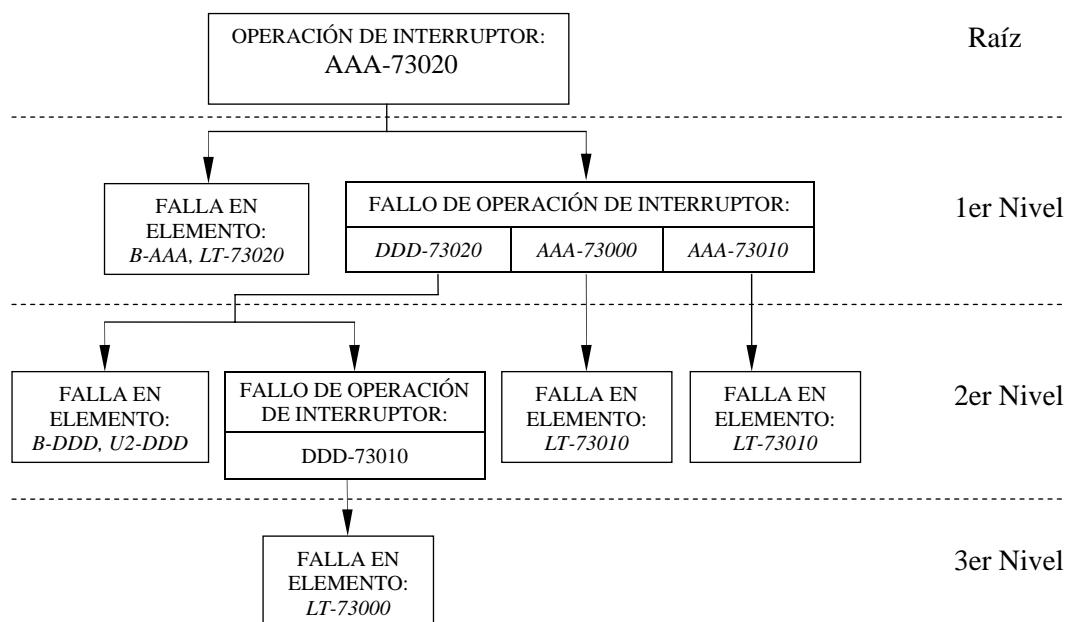 OPERACIÓN DE INTERRUPTOR:
AAA-73020
Raíz
FALLA EN
ELEMENTO:
B-AAA, LT-73020
FALLO DE OPERACIÓN DE INTERRUPTOR:
DDD-73020
AAA-73000
AAA-73010
1er Nivel
FALLA EN
ELEMENTO:
B-DDD, U2-DDD
FALLO DE OPERACIÓN
DE INTERRUPTOR:
DDD-73010
FALLA EN
ELEMENTO:
LT-73010
FALLA EN
ELEMENTO:
LT-73010
2er Nivel
FALLA EN
ELEMENTO:
LT-73000
3er Nivel